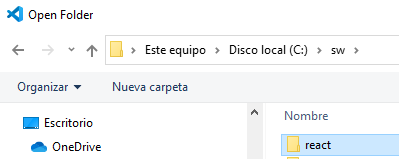 Open Folder
Este equipo > Disco local (C:) > sw >
Organizar Nueva carpeta
Nombre
Escritorio
react
OneDrive